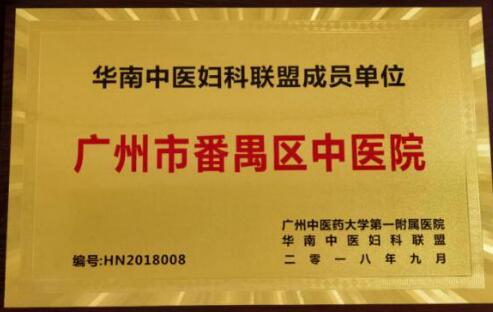 华南中医妇科联盟成员单位
广州市番禺区中医院
广州中医药大学第一附属医院
华南中医妇科联盟
编号:HN2018008
二零一八年九月